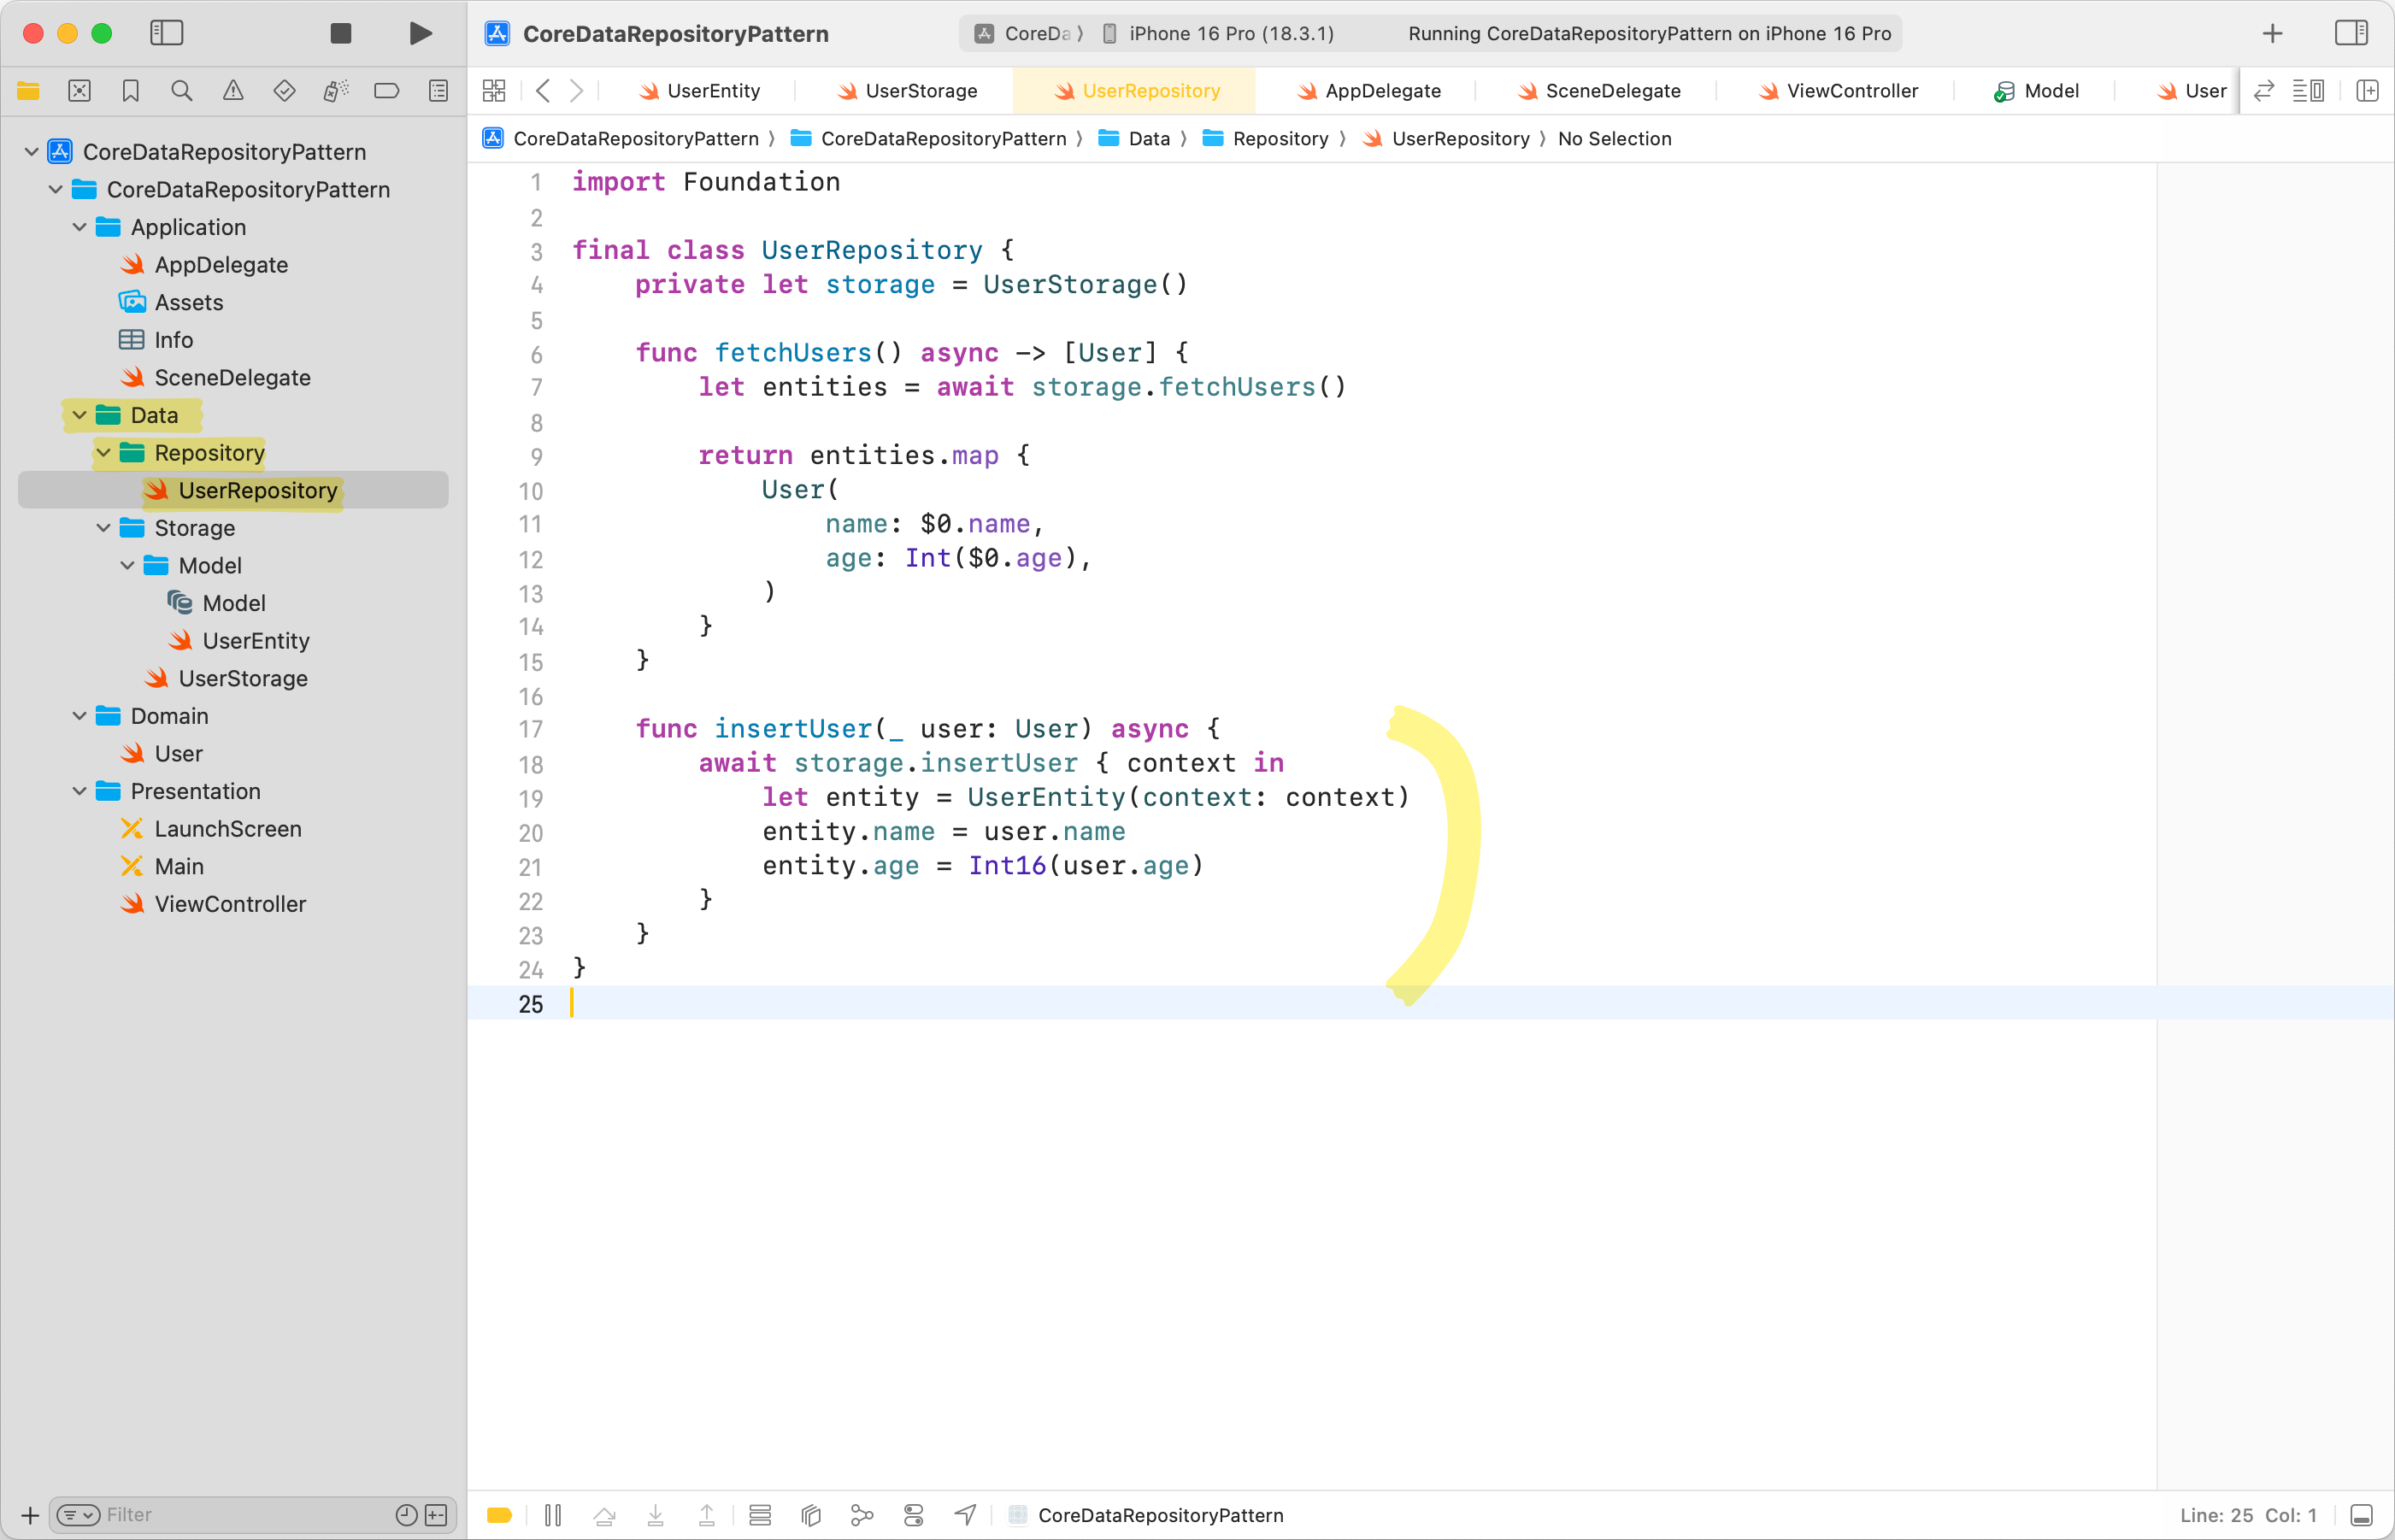 CoreDataRepositoryPattern
CoreDa
iPhone 16 Pro (18.3.1)
Running CoreDataRepositoryPattern on iPhone 16 Pro
UserEntity
UserStorage
UserRepository
AppDelegate
SceneDelegate
ViewController
Model
User
CoreDataRepositoryPattern
CoreDataRepositoryPattern
Data
Repository
UserRepository
No Selection
CoreDataRepositoryPattern
CoreDataRepositoryPattern
Application
AppDelegate
Assets
Info
SceneDelegate
Data
Repository
UserRepository
Storage
Model
Model
UserEntity
UserStorage
Domain
User
Presentation
LaunchScreen
Main
ViewController
Filter
1 import Foundation
2
3 final class UserRepository {
4     private let storage = UserStorage()
5
6     func fetchUsers() async -> [User] {
7         let entities = await storage.fetchUsers()
8
9         return entities.map {
10             User(
11                 name: $0.name,
12                 age: Int($0.age),
13             )
14         }
15     }
16
17     func insertUser(_ user: User) async {
18         await storage.insertUser { context in
19             let entity = UserEntity(context: context)
20             entity.name = user.name
21             entity.age = Int16(user.age)
22         }
23     }
24 }
25
CoreDataRepositoryPattern
Line: 25 Col: 1